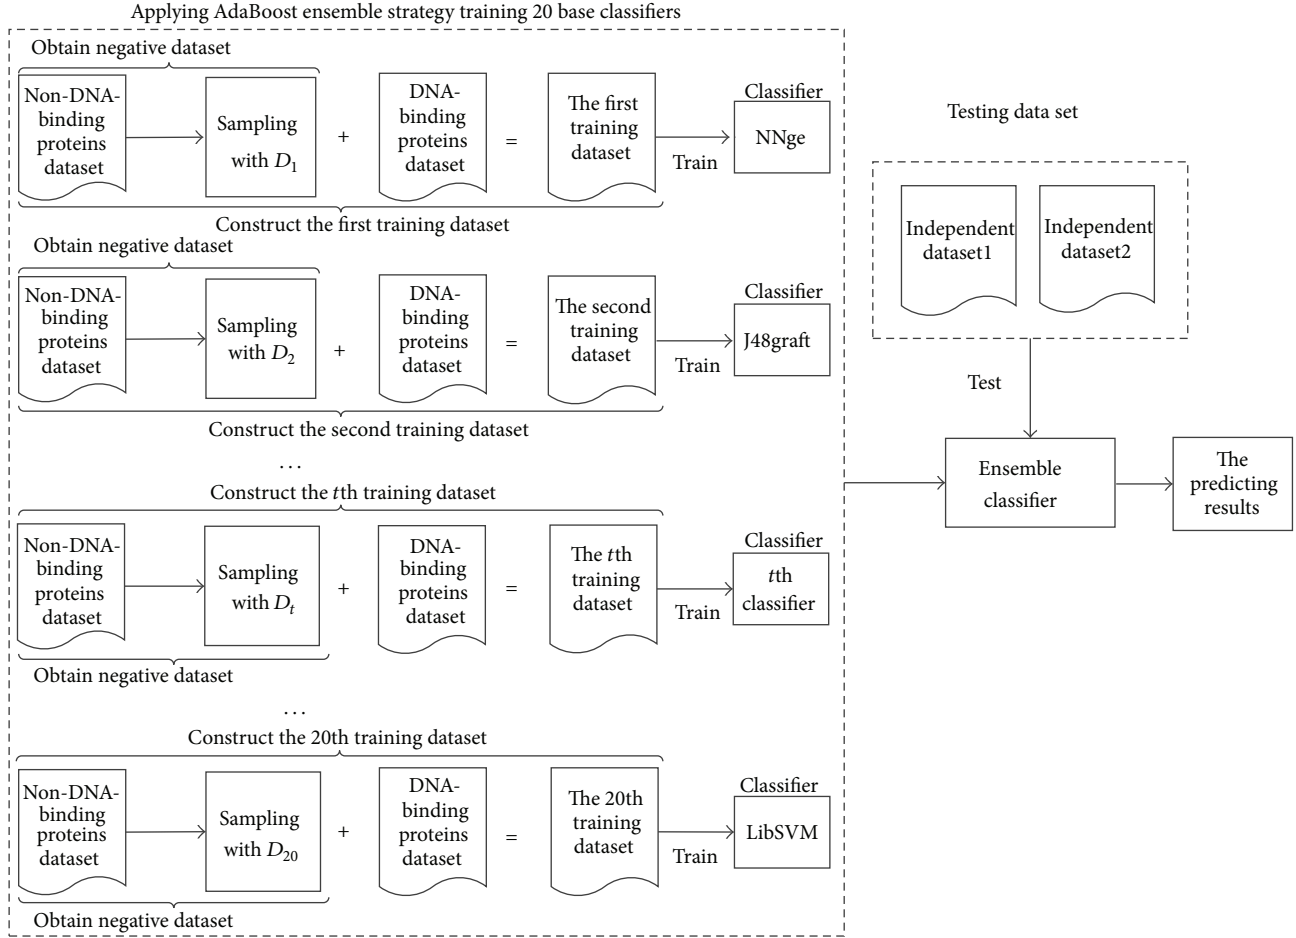 Applying AdaBoost ensemble strategy training 20 base classifiers
Obtain negative dataset
Non-DNA-
binding
proteins
dataset
Sampling
with D1
+
DNA-
binding
proteins
dataset
=
The first
training
dataset
Train
Classifier
NNge
Construct the first training dataset
Obtain negative dataset
Non-DNA-
binding
proteins
dataset
Sampling
with D2
+
DNA-
binding
proteins
dataset
=
The second
training
dataset
Train
Classifier
J48graft
Construct the second training dataset
...
Construct the tth training dataset
Non-DNA-
binding
proteins
dataset
Sampling
with Dt
+
DNA-
binding
proteins
dataset
=
The tth
training
dataset
Train
Classifier
tth
classifier
Obtain negative dataset
...
Construct the 20th training dataset
Non-DNA-
binding
proteins
dataset
Sampling
with D20
+
DNA-
binding
proteins
dataset
=
The 20th
training
dataset
Train
Classifier
LibSVM
Obtain negative dataset
Testing data set
Independent
dataset1
Independent
dataset2
Test
Ensemble
classifier
The
predicting
results